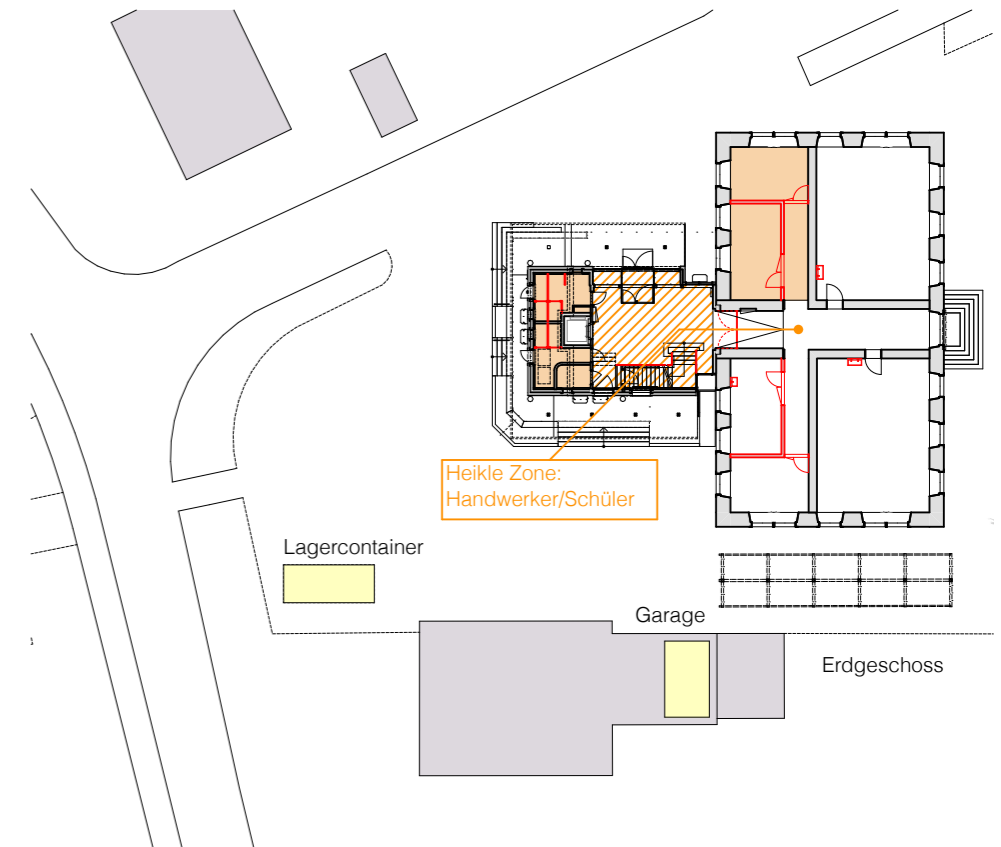 Heikle Zone:
Handwerker/Schüler
Lagercontainer
Garage
Erdgeschoss